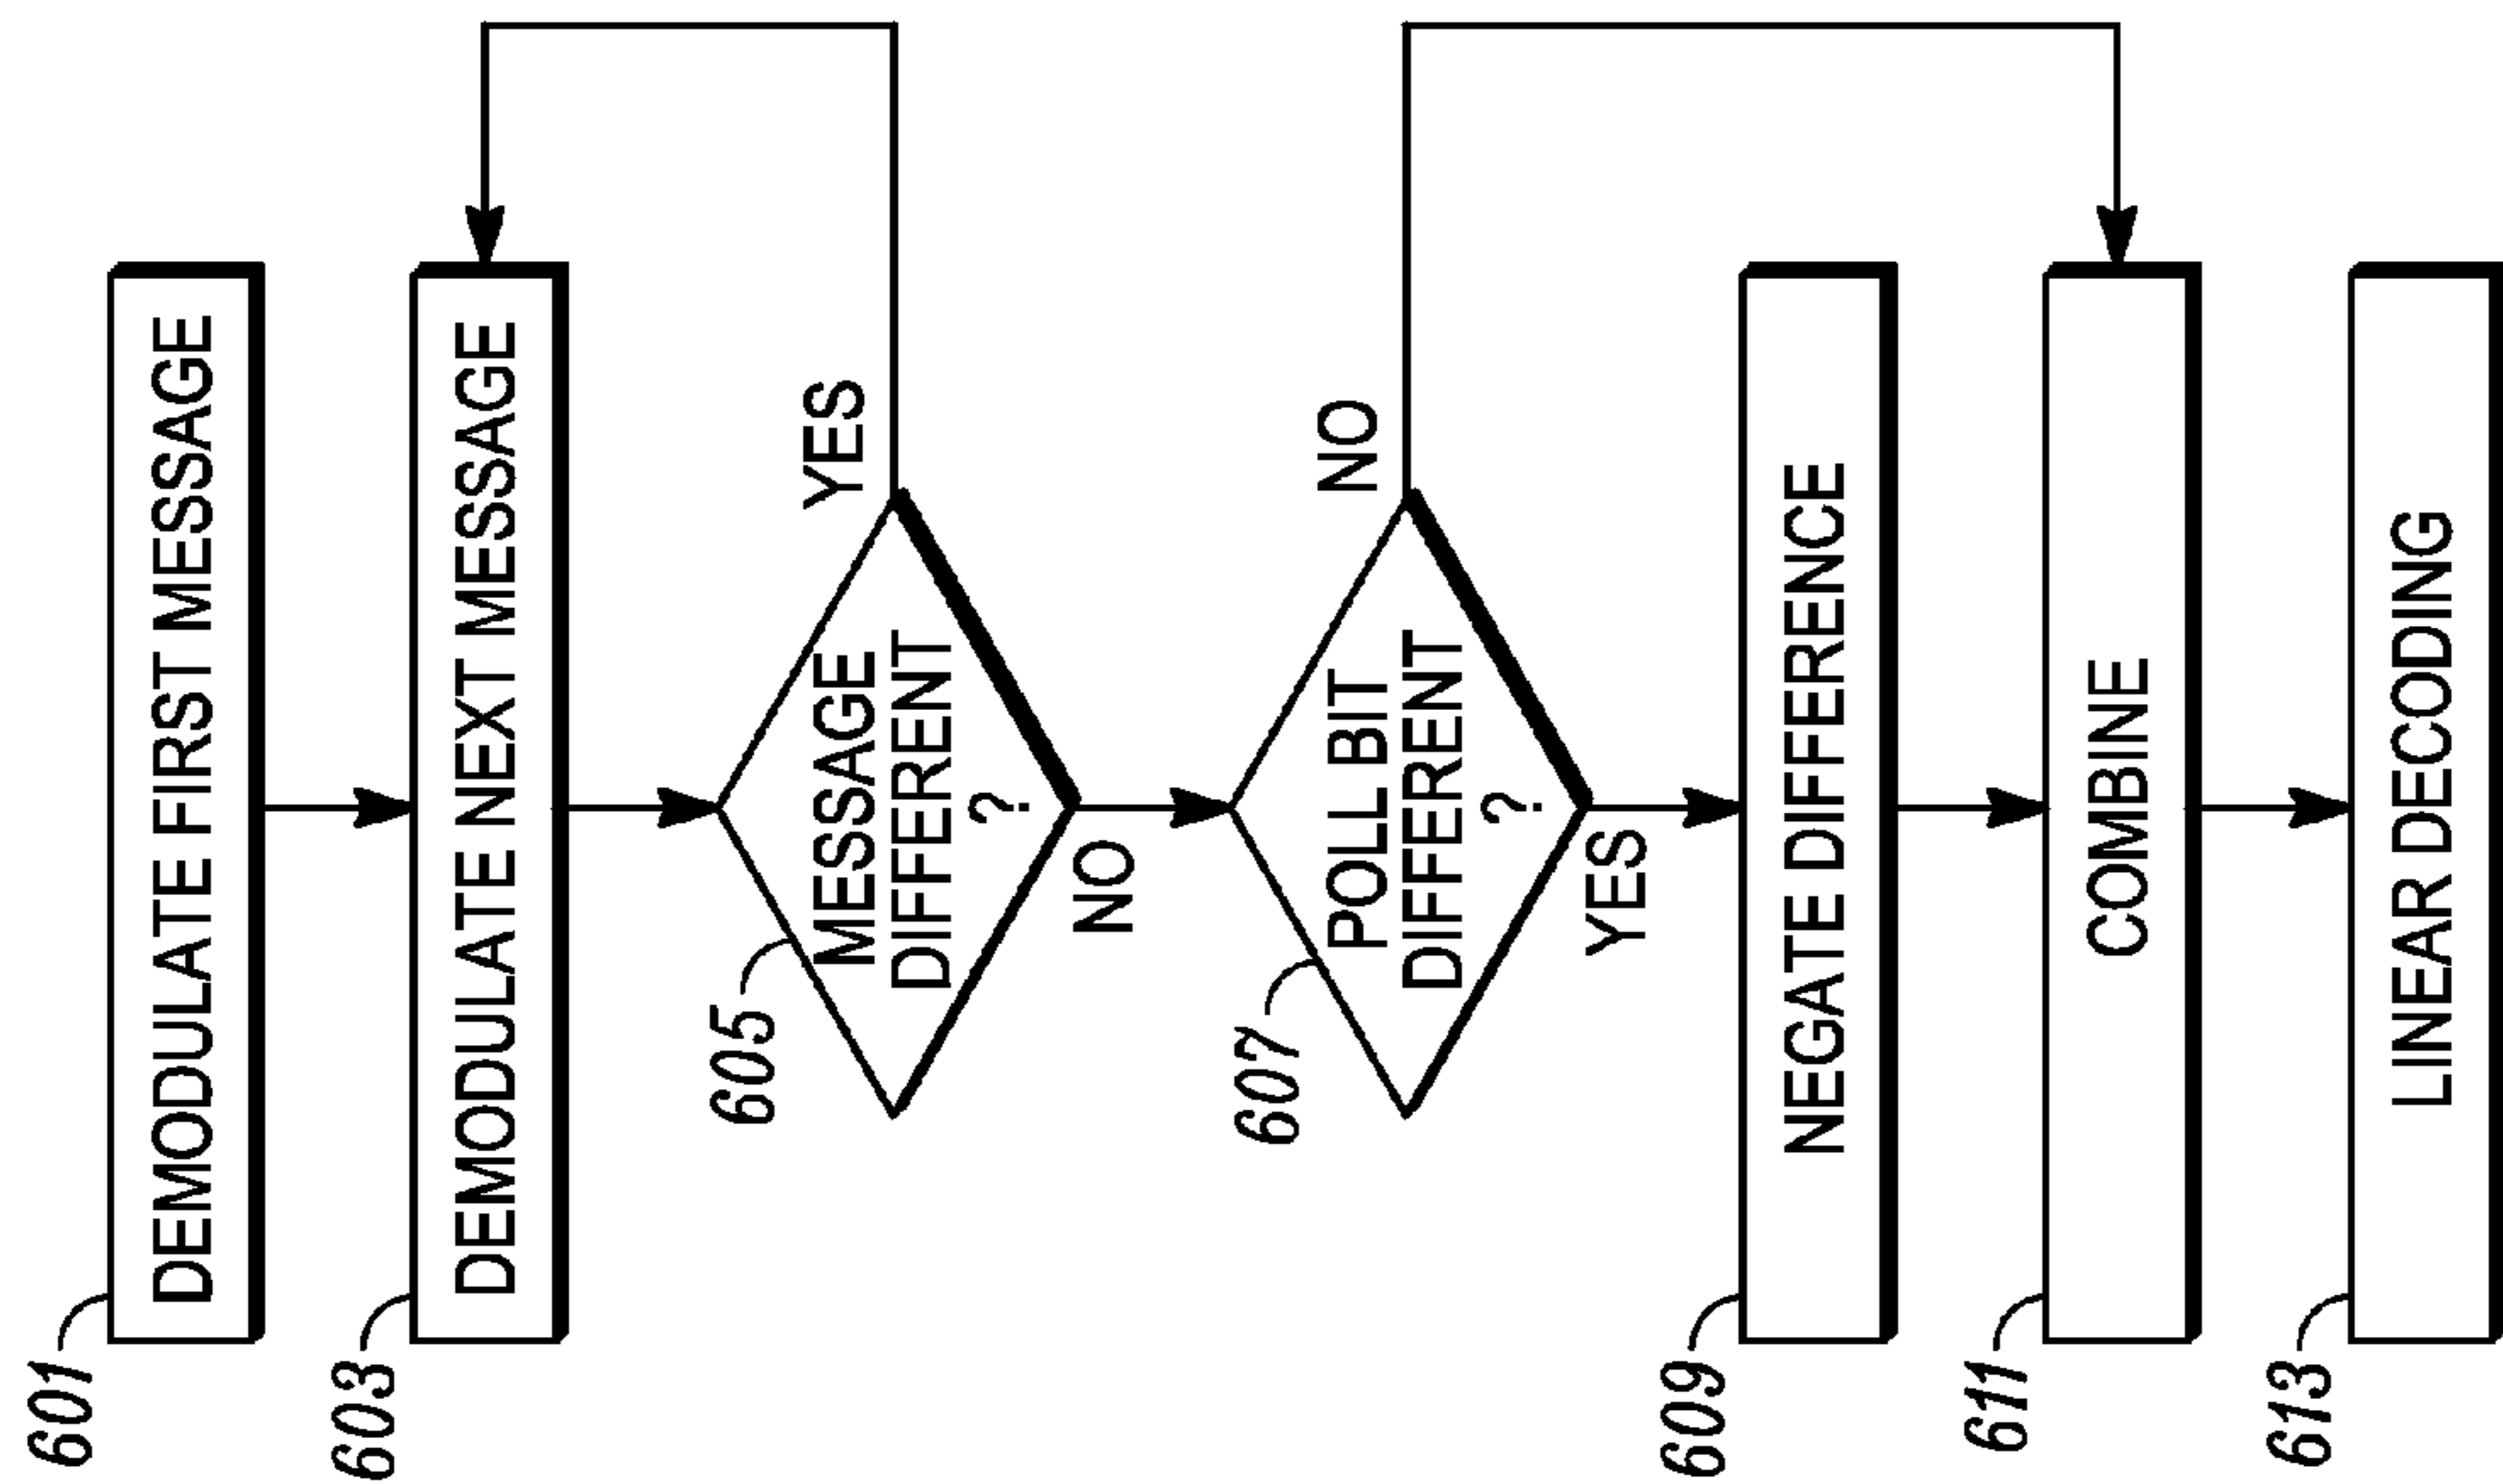 601
DEMODULATE FIRST MESSAGE
603
DEMODULATE NEXT MESSAGE
605
MESSAGE
DIFFERENT
?
YES
NO
607
POLL BIT
DIFFERENT
?
NO
YES
609
NEGATE DIFFERENCE
611
COMBINE
613
LINEAR DECODING